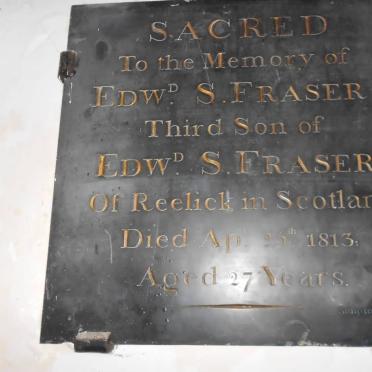 SACRED
To the Memory of
EDWD. S. FRASER
Third Son of
EDWD S. FRASER
Of Reelick in Scotlan
Died Ap. 25th 1813.
Aged 27 Years.